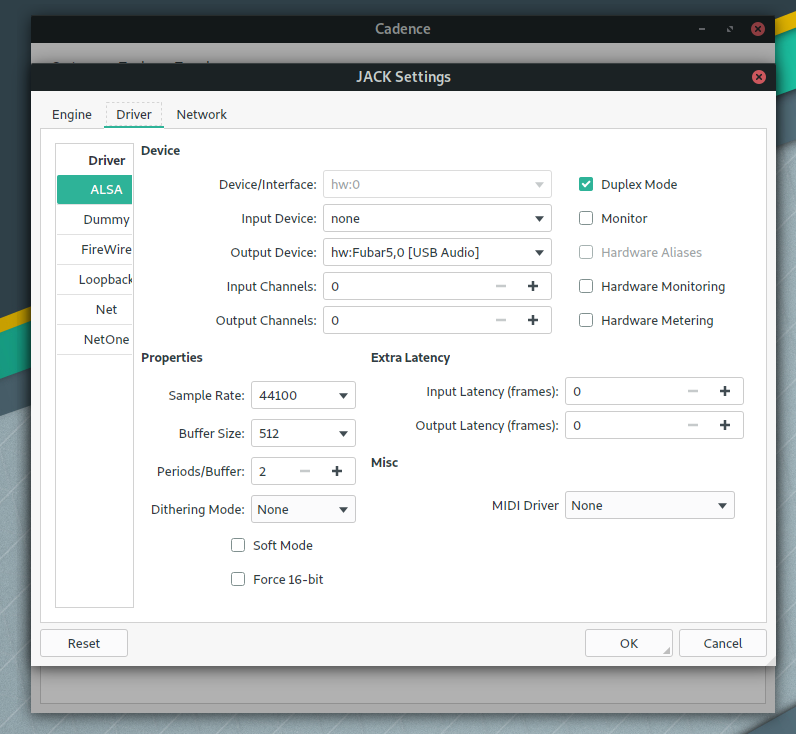 Cadence
JACK Settings
Engine Driver Network
Driver
ALSA
Dummy
FireWire
Loopback
Net
NetOne
Device
Device/Interface: hw:0
Input Device: none
Output Device: hw:Fubar5,0 [USB Audio]
Input Channels: 0
Output Channels: 0
Duplex Mode
Monitor
Hardware Aliases
Hardware Monitoring
Hardware Metering
Properties
Sample Rate: 44100
Buffer Size: 512
Periods/Buffer: 2
Dithering Mode: None
Soft Mode
Force 16-bit
Extra Latency
Input Latency (frames): 0
Output Latency (frames): 0
Misc
MIDI Driver None
Reset OK Cancel